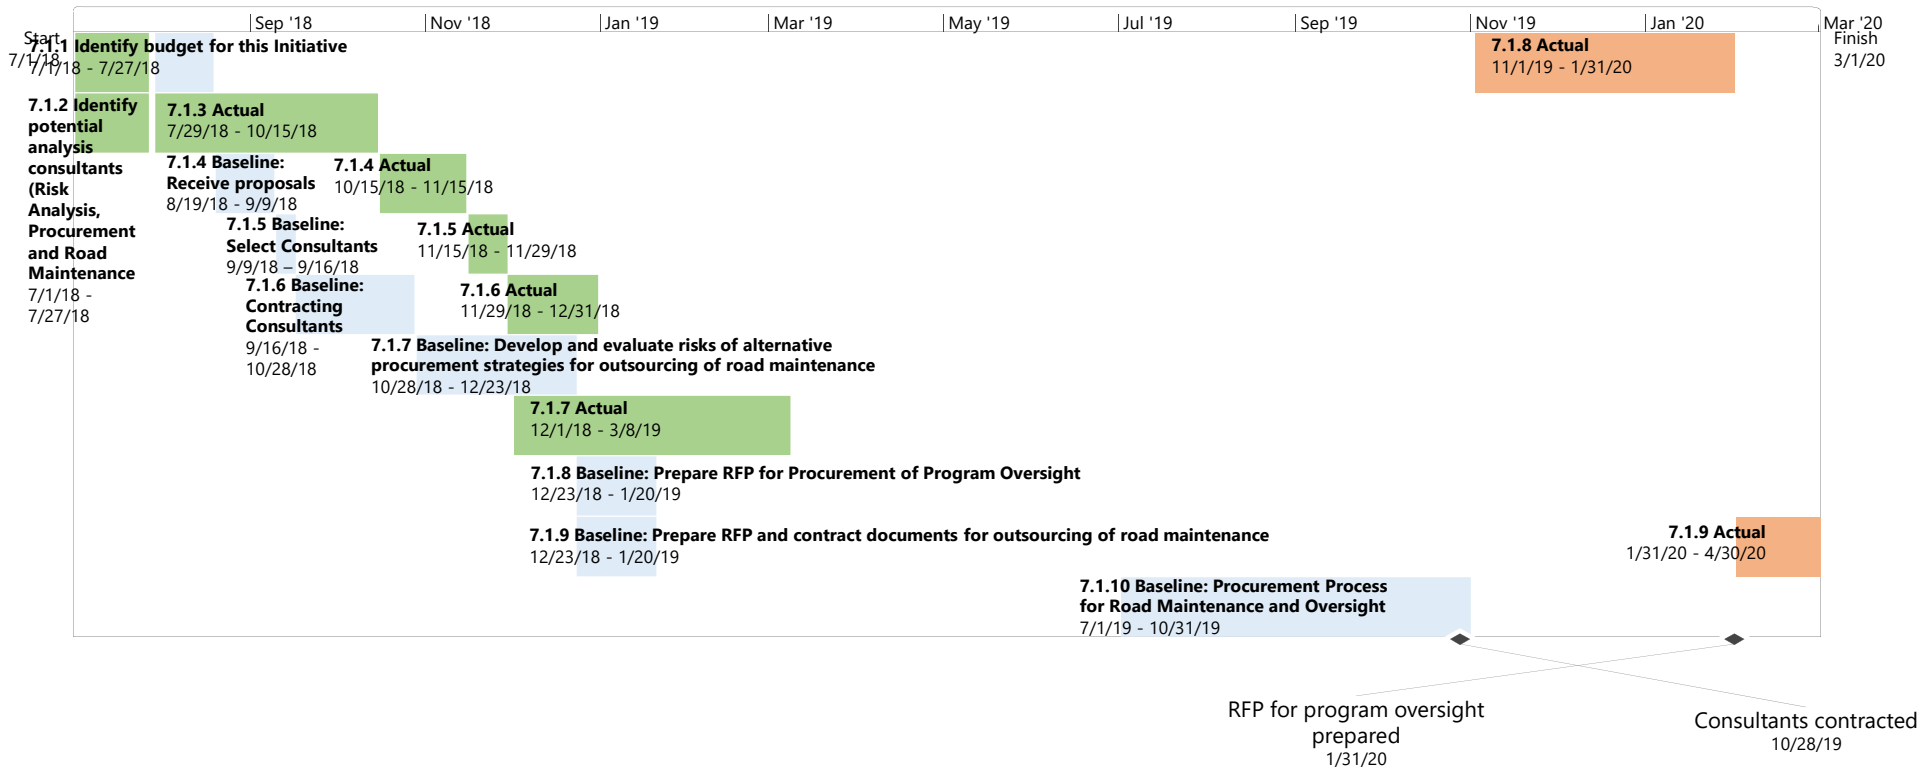 Sep '18
Nov '18
Jan '19
Mar '19
May '19
Jul '19
Sep '19
Nov '19
Jan '20
Mar '20
Start
7/1/18
Finish
3/1/20
7.1.1 Identify budget for this Initiative
7/1/18 - 7/27/18
7.1.8 Actual
11/1/19 - 1/31/20
7.1.2 Identify
potential
analysis
consultants
(Risk
Analysis,
Procurement
and Road
Maintenance
7/1/18 -
7/27/18
7.1.3 Actual
7/29/18 - 10/15/18
7.1.4 Baseline:
Receive proposals
8/19/18 - 9/9/18
7.1.4 Actual
10/15/18 - 11/15/18
7.1.5 Baseline:
Select Consultants
9/9/18 – 9/16/18
7.1.5 Actual
11/15/18 - 11/29/18
7.1.6 Baseline:
Contracting
Consultants
9/16/18 -
10/28/18
7.1.6 Actual
11/29/18 - 12/31/18
7.1.7 Baseline: Develop and evaluate risks of alternative
procurement strategies for outsourcing of road maintenance
10/28/18 - 12/23/18
7.1.7 Actual
12/1/18 - 3/8/19
7.1.8 Baseline: Prepare RFP for Procurement of Program Oversight
12/23/18 - 1/20/19
7.1.9 Baseline: Prepare RFP and contract documents for outsourcing of road maintenance
12/23/18 - 1/20/19
7.1.9 Actual
1/31/20 - 4/30/20
7.1.10 Baseline: Procurement Process
for Road Maintenance and Oversight
7/1/19 - 10/31/19
RFP for program oversight
prepared
1/31/20
Consultants contracted
10/28/19